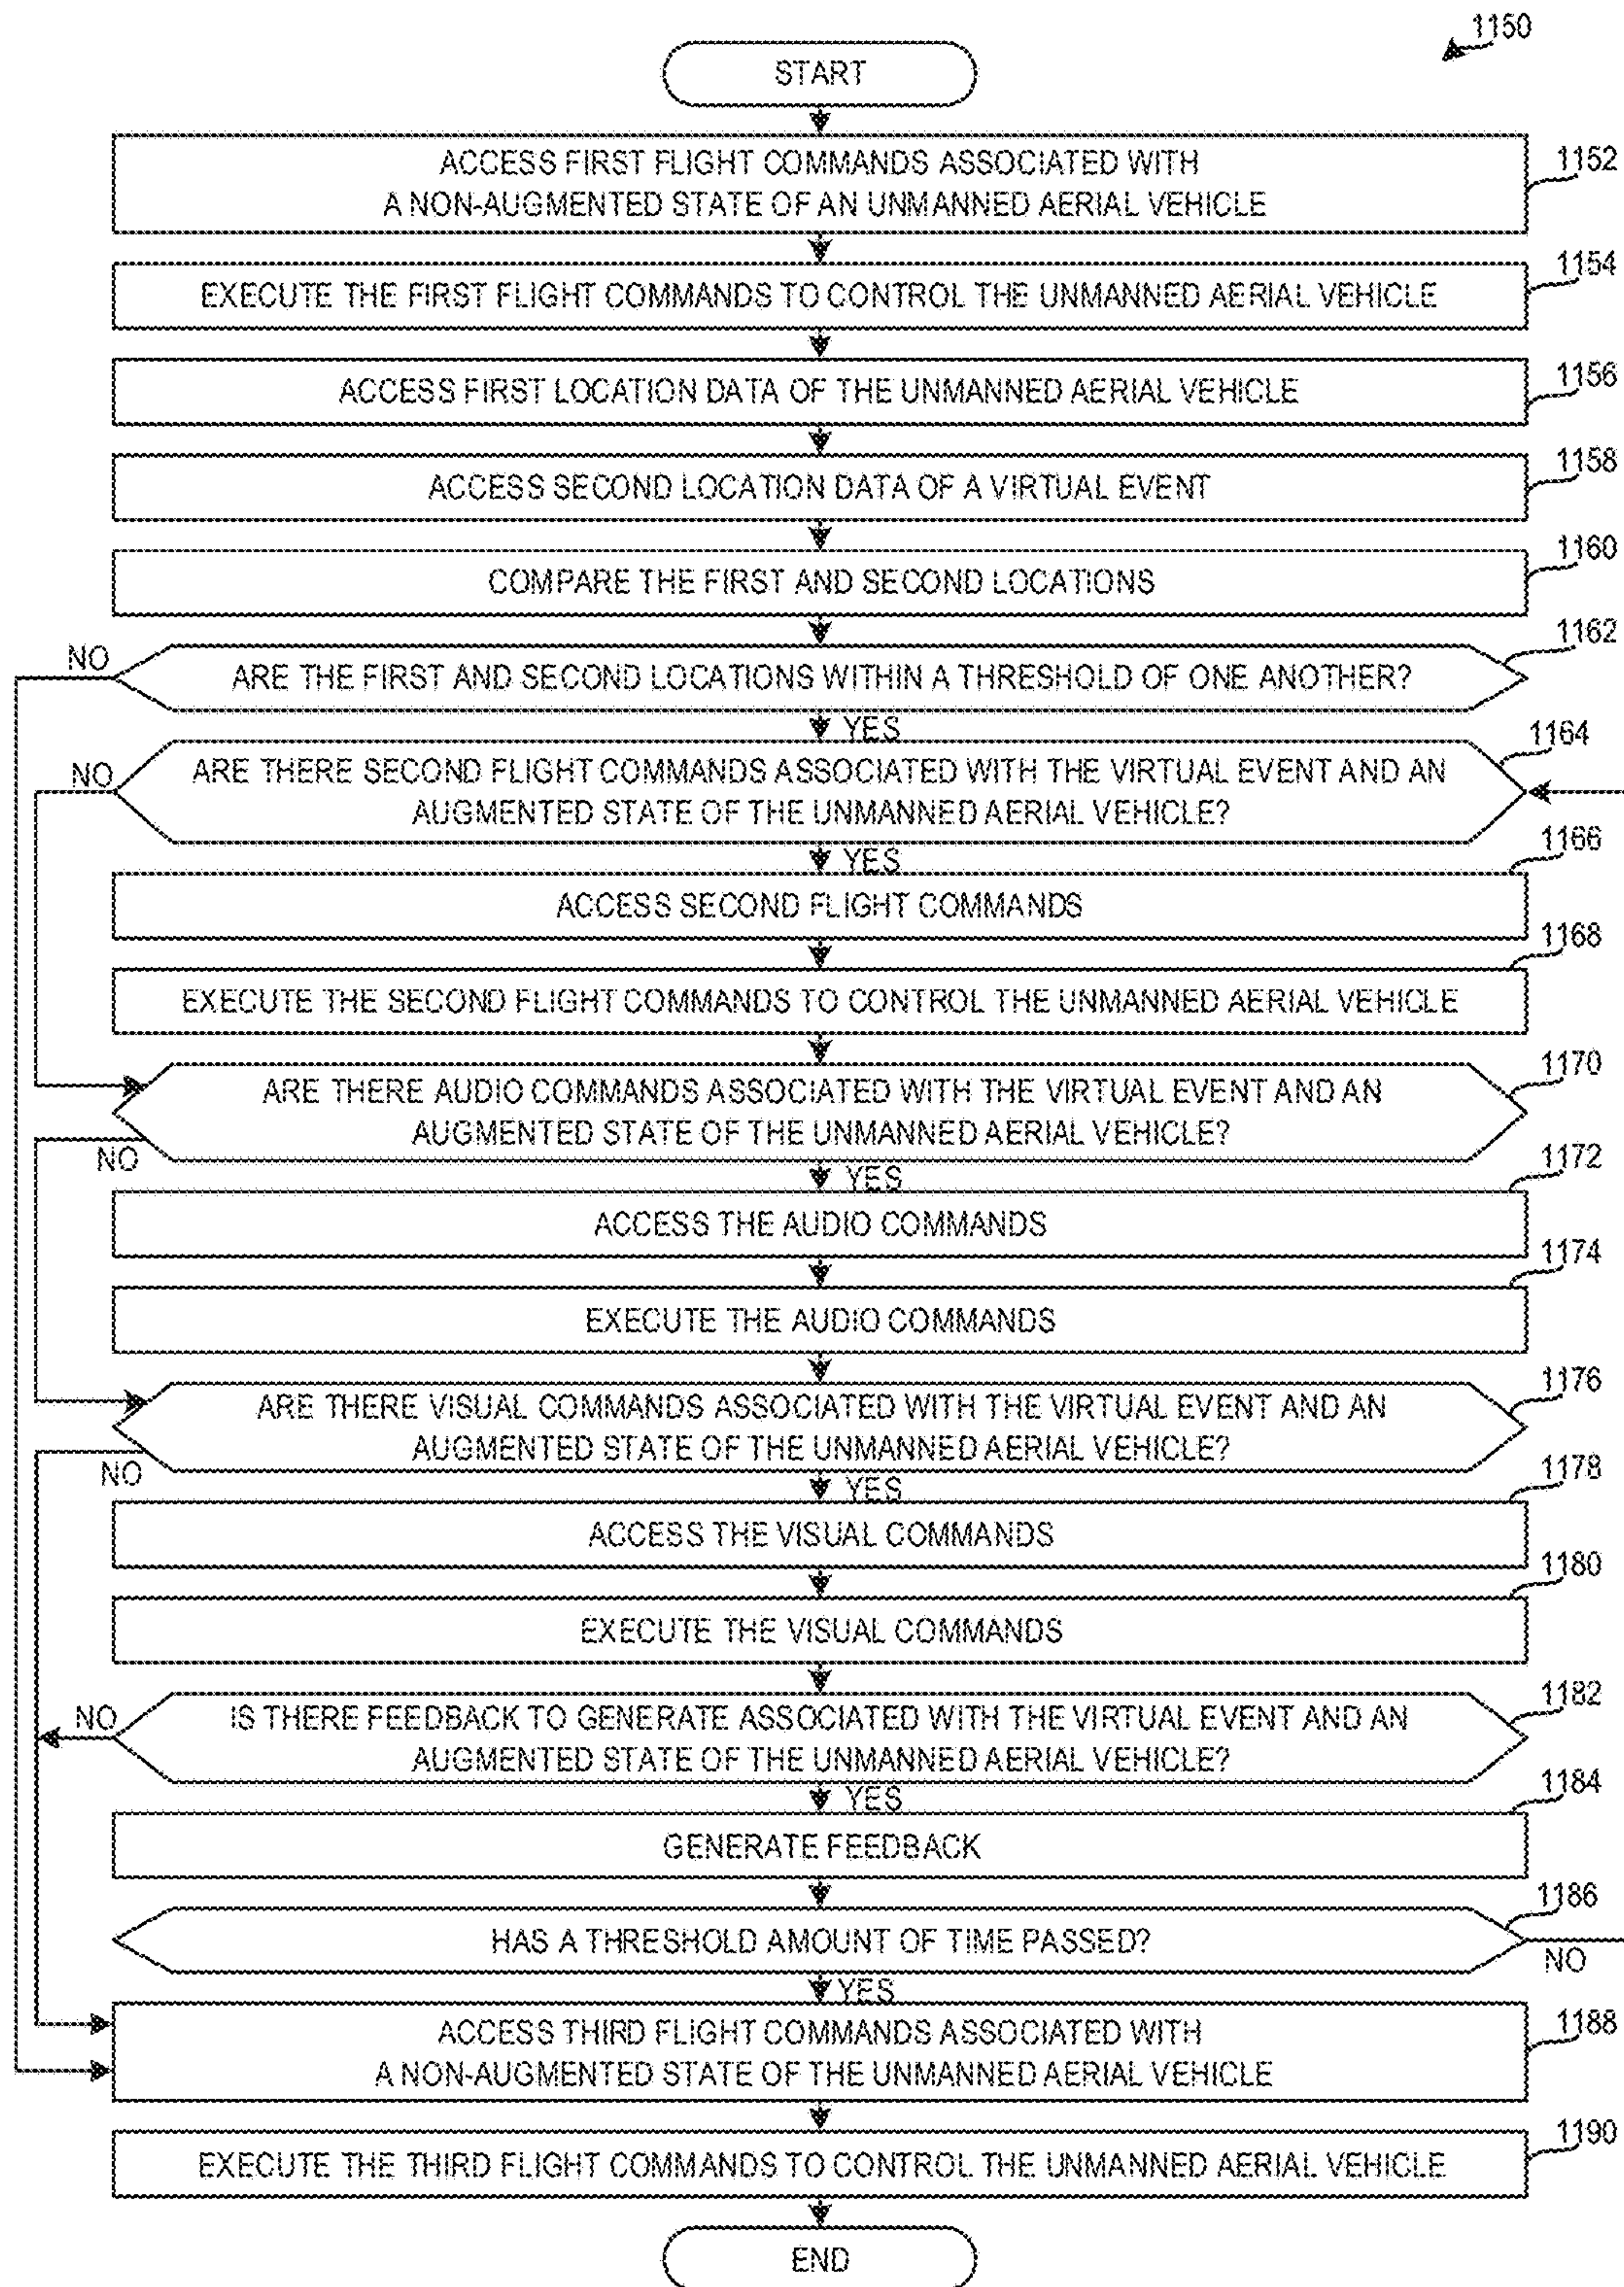 1150
START
ACCESS FIRST FLIGHT COMMANDS ASSOCIATED WITH
A NON-AUGMENTED STATE OF AN UNMANNED AERIAL VEHICLE
1152
EXECUTE THE FIRST FLIGHT COMMANDS TO CONTROL THE UNMANNED AERIAL VEHICLE
1154
ACCESS FIRST LOCATION DATA OF THE UNMANNED AERIAL VEHICLE
1156
ACCESS SECOND LOCATION DATA OF A VIRTUAL EVENT
1158
COMPARE THE FIRST AND SECOND LOCATIONS
1160
NO
ARE THE FIRST AND SECOND LOCATIONS WITHIN A THRESHOLD OF ONE ANOTHER?
1162
YES
NO
ARE THERE SECOND FLIGHT COMMANDS ASSOCIATED WITH THE VIRTUAL EVENT AND AN
AUGMENTED STATE OF THE UNMANNED AERIAL VEHICLE?
1164
YES
ACCESS SECOND FLIGHT COMMANDS
1166
EXECUTE THE SECOND FLIGHT COMMANDS TO CONTROL THE UNMANNED AERIAL VEHICLE
1168
ARE THERE AUDIO COMMANDS ASSOCIATED WITH THE VIRTUAL EVENT AND AN
AUGMENTED STATE OF THE UNMANNED AERIAL VEHICLE?
1170
NO
YES
ACCESS THE AUDIO COMMANDS
1172
EXECUTE THE AUDIO COMMANDS
1174
ARE THERE VISUAL COMMANDS ASSOCIATED WITH THE VIRTUAL EVENT AND AN
AUGMENTED STATE OF THE UNMANNED AERIAL VEHICLE?
1176
NO
YES
ACCESS THE VISUAL COMMANDS
1178
EXECUTE THE VISUAL COMMANDS
1180
NO
IS THERE FEEDBACK TO GENERATE ASSOCIATED WITH THE VIRTUAL EVENT AND AN
AUGMENTED STATE OF THE UNMANNED AERIAL VEHICLE?
1182
YES
GENERATE FEEDBACK
1184
HAS A THRESHOLD AMOUNT OF TIME PASSED?
1186
NO
YES
ACCESS THIRD FLIGHT COMMANDS ASSOCIATED WITH
A NON-AUGMENTED STATE OF THE UNMANNED AERIAL VEHICLE
1188
EXECUTE THE THIRD FLIGHT COMMANDS TO CONTROL THE UNMANNED AERIAL VEHICLE
1190
END